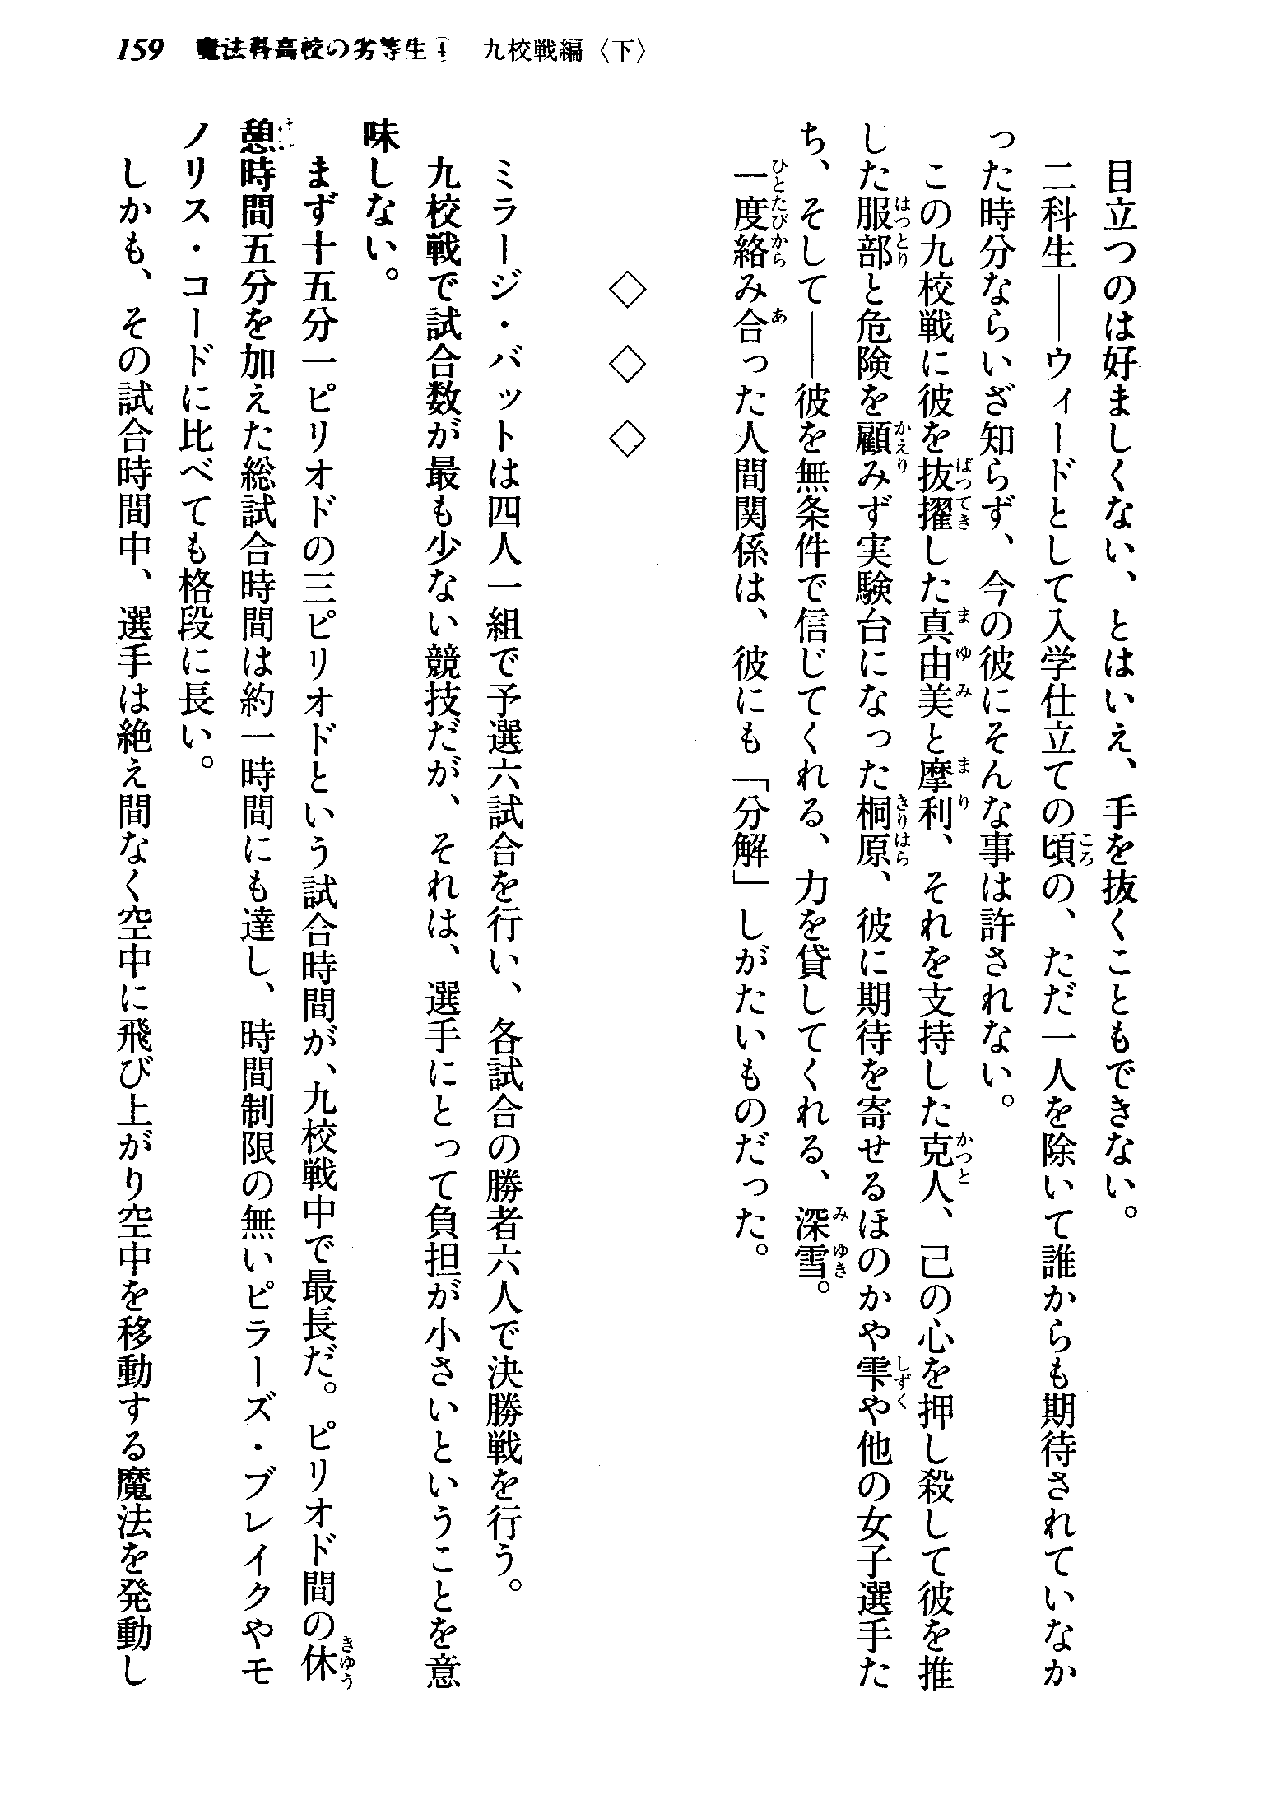 159 魔法科高校の劣等生④ 九校戦編〈下〉
目立つのは好ましくない、とはいえ、手を抜くこともできない。
二科生――ウィードとして入学仕立ての頃の、ただ一人を除いて誰からも期待されていなか
った時分ならいざ知らず、今の彼にそんな事は許されない。
この九校戦に彼を抜擢した真由美と摩利、それを支持した克人、己の心を押し殺して彼を推
した服部と危険を顧みず実験台になった桐原、彼に期待を寄せるほのかや雫や他の女子選手た
ち、そして――彼を無条件で信じてくれる、力を貸してくれる、深雪。
一度絡み合った人間関係は、彼にも「分解」しがたいものだった。
◇ ◇ ◇
ミラージ・バットは四人一組で予選六試合を行い、各試合の勝者六人で決勝戦を行う。
九校戦で試合数が最も少ない競技だが、それは、選手にとって負担が小さいということを意
味しない。
まず十五分一ピリオドの三ピリオドという試合時間が、九校戦中で最長だ。ピリオド間の休
憩時間五分を加えた総試合時間は約一時間にも達し、時間制限の無いピラーズ・ブレイクやモ
ノリス・コードに比べても格段に長い。
しかも、その試合時間中、選手は絶え間なく空中に飛び上がり空中を移動する魔法を発動し